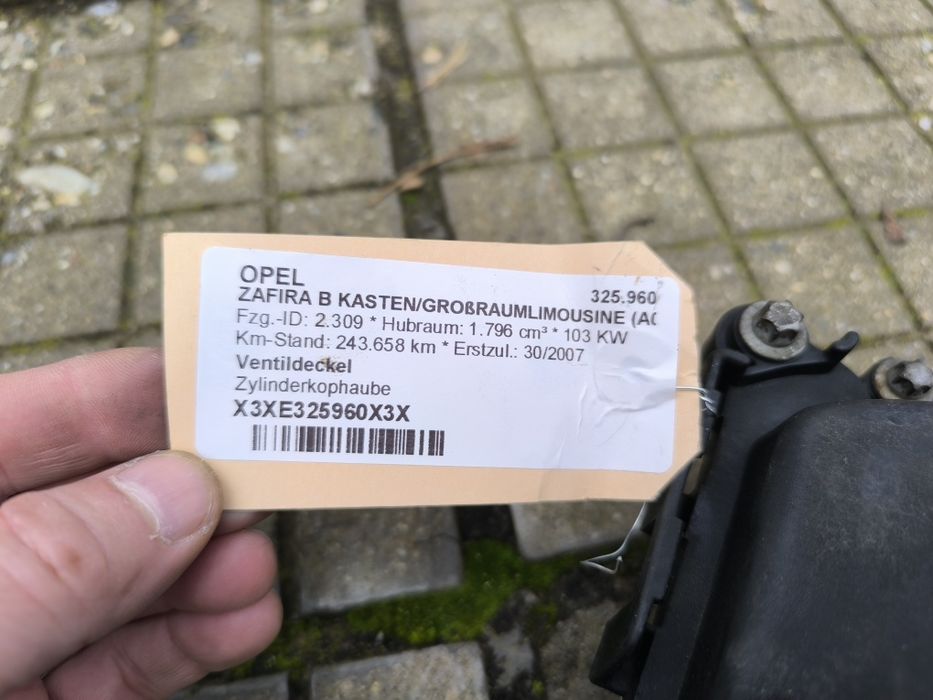 OPEL
325.960
ZAFIRA B KASTEN/GROßRAUMLIMOUSINE (A
Fzg.-ID: 2.309 * Hubraum: 1.796 cm³ * 103 KW
Km-Stand: 243.658 km * Erstzul.: 30/2007
Ventildeckel
Zylinderkophaube
X3XE325960X3X